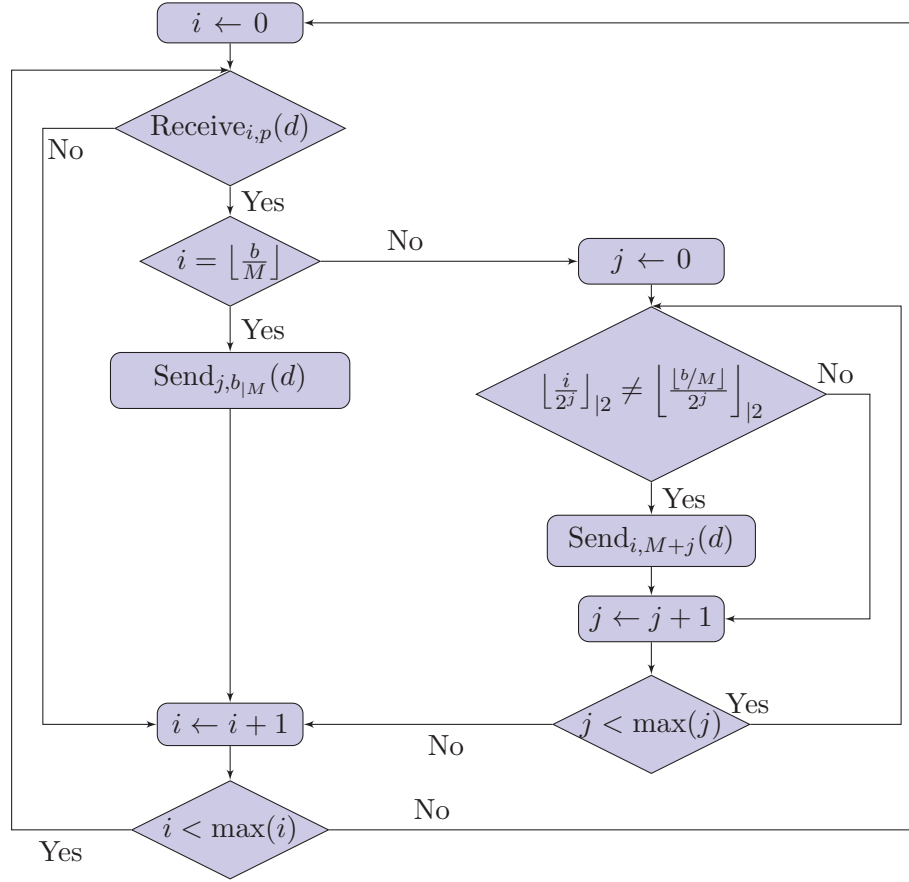 i ← 0
Receive_{i,p}(d)
No
Yes
i = ⌊b/M⌋
No
j ← 0
Yes
Send_{j,b_{|M}}(d)
⌊i/2^j⌋_{|2} ≠ ⌊⌊b/M⌋/2^j⌋_{|2}
No
Yes
Send_{i,M+j}(d)
j ← j + 1
i ← i + 1
j < max(j)
Yes
No
i < max(i)
No
Yes